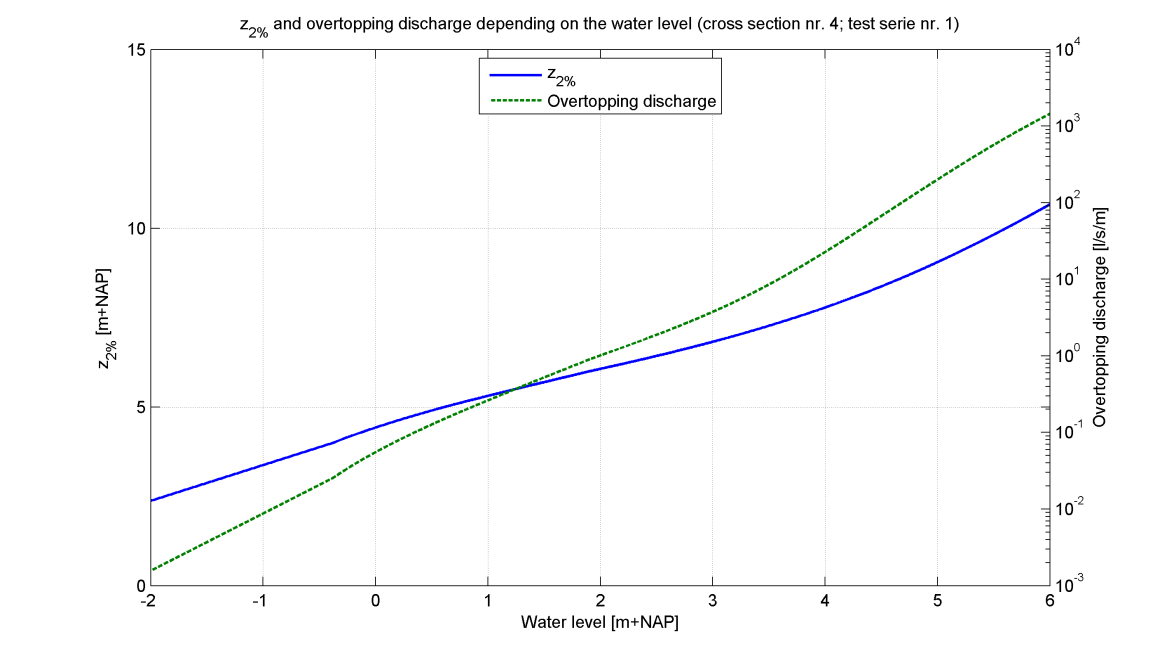 z2% and overtopping discharge depending on the water level (cross section nr. 4; test serie nr. 1)
z2%
Overtopping discharge
15
10
5
0
z2% [m+NAP]
10^4
10^3
10^2
10^1
10^0
10^-1
10^-2
10^-3
Overtopping discharge [l/s/m]
-2 -1 0 1 2 3 4 5 6
Water level [m+NAP]